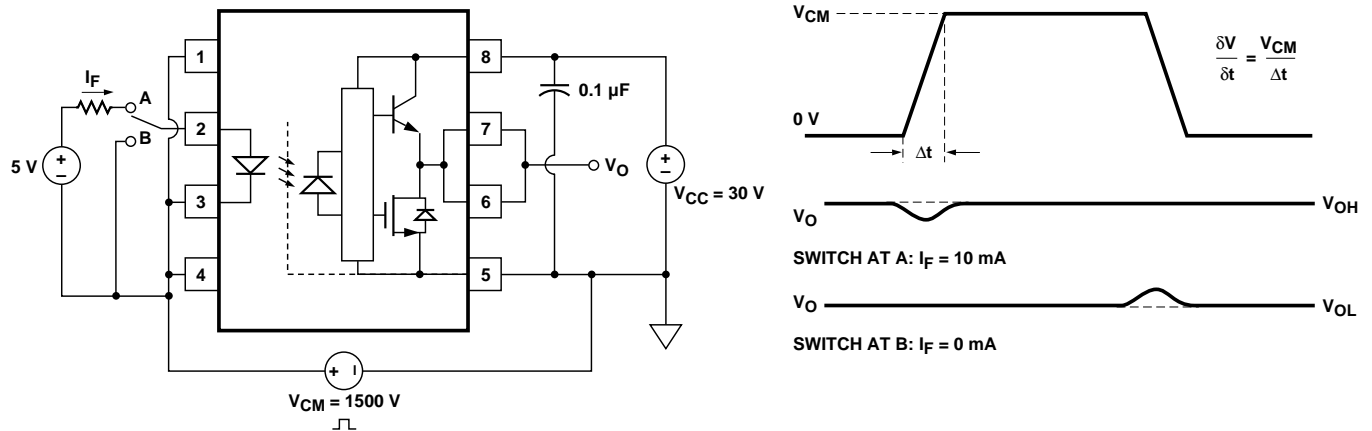 I_F
A
B
5 V
+
–
1
2
3
4
8
7
6
5
0.1 µF
V_O
+
–
V_CC = 30 V
+ –
V_CM = 1500 V
V_CM
0 V
Δt
δV
δt
=
V_CM
Δt
V_O
V_OH
SWITCH AT A: I_F = 10 mA
V_O
V_OL
SWITCH AT B: I_F = 0 mA